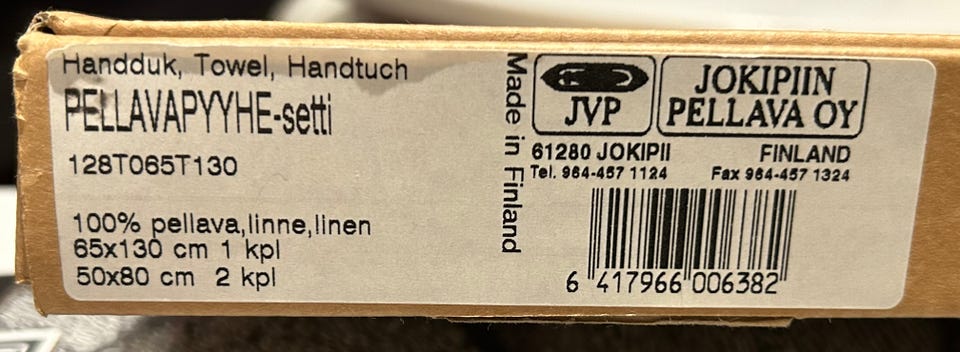 Handduk, Towel, Handtuch
PELLAVAPYYHE-setti
128T065T130
100% pellava,linne,linen
65x130 cm 1 kpl
50x80 cm 2 kpl
Made in Finland
JVP
JOKIPIIN
PELLAVA OY
61280 JOKIPII FINLAND
Tel. 964-457 1124 Fax 964-457 1324
6 417966 006382